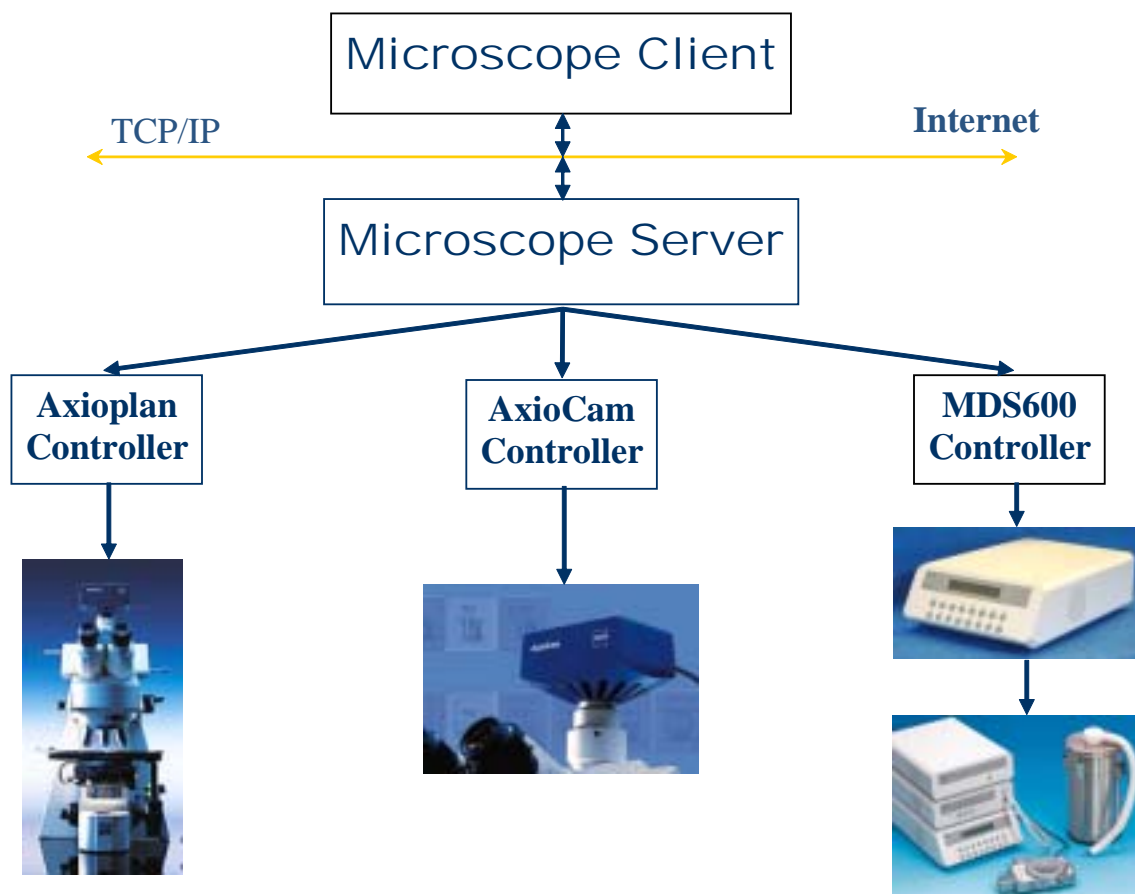 Microscope Client
TCP/IP
Internet
Microscope Server
Axioplan
Controller
AxioCam
Controller
MDS600
Controller